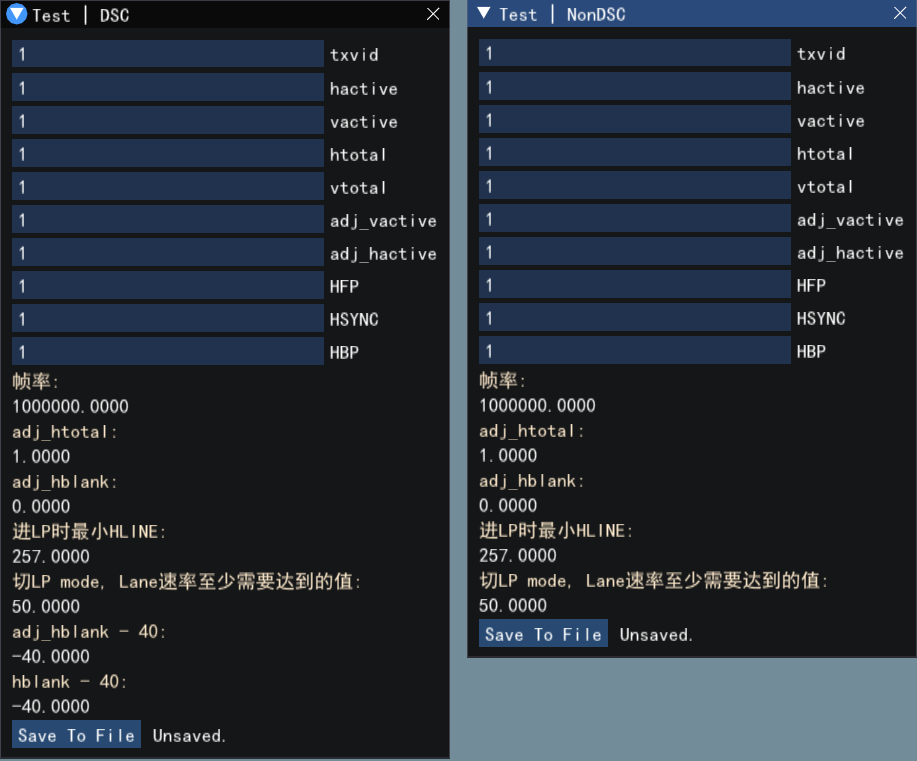 Test | DSC
1 txvid
1 hactive
1 vactive
1 htotal
1 vtotal
1 adj_vactive
1 adj_hactive
1 HFP
1 HSYNC
1 HBP
帧率:
1000000.0000
adj_htotal:
1.0000
adj_hblank:
0.0000
进LP时最小HLINE:
257.0000
切LP mode, Lane速率至少需要达到的值:
50.0000
adj_hblank - 40:
-40.0000
hblank - 40:
-40.0000
Save To File Unsaved.
Test | NonDSC
1 txvid
1 hactive
1 vactive
1 htotal
1 vtotal
1 adj_vactive
1 adj_hactive
1 HFP
1 HSYNC
1 HBP
帧率:
1000000.0000
adj_htotal:
1.0000
adj_hblank:
0.0000
进LP时最小HLINE:
257.0000
切LP mode, Lane速率至少需要达到的值:
50.0000
Save To File Unsaved.